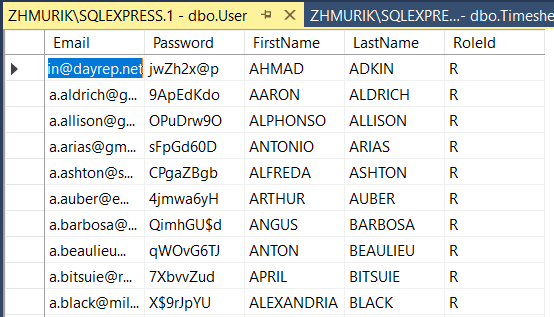 ZHMURIK\SQLEXPRESS.1 - dbo.User ZHMURIK\SQLEXPRE...- dbo.Timeshe
Email Password FirstName LastName RoleId
in@dayrep.net jwZh2x@p AHMAD ADKIN R
a.aldrich@g... 9ApEdKdo AARON ALDRICH R
a.allison@g... OPuDrw9O ALPHONSO ALLISON R
a.arias@gm... sFpGd60D ANTONIO ARIAS R
a.ashton@s... CPgaZBgb ALFREDA ASHTON R
a.auber@e... 4jmwa6yH ARTHUR AUBER R
a.barbosa@... QimhGU$d ANGUS BARBOSA R
a.beaulieu... qWOvG6TJ ANTON BEAULIEU R
a.bitsuie@r... 7XbvvZud APRIL BITSUIE R
a.black@mil... X$9rJpYU ALEXANDRIA BLACK R